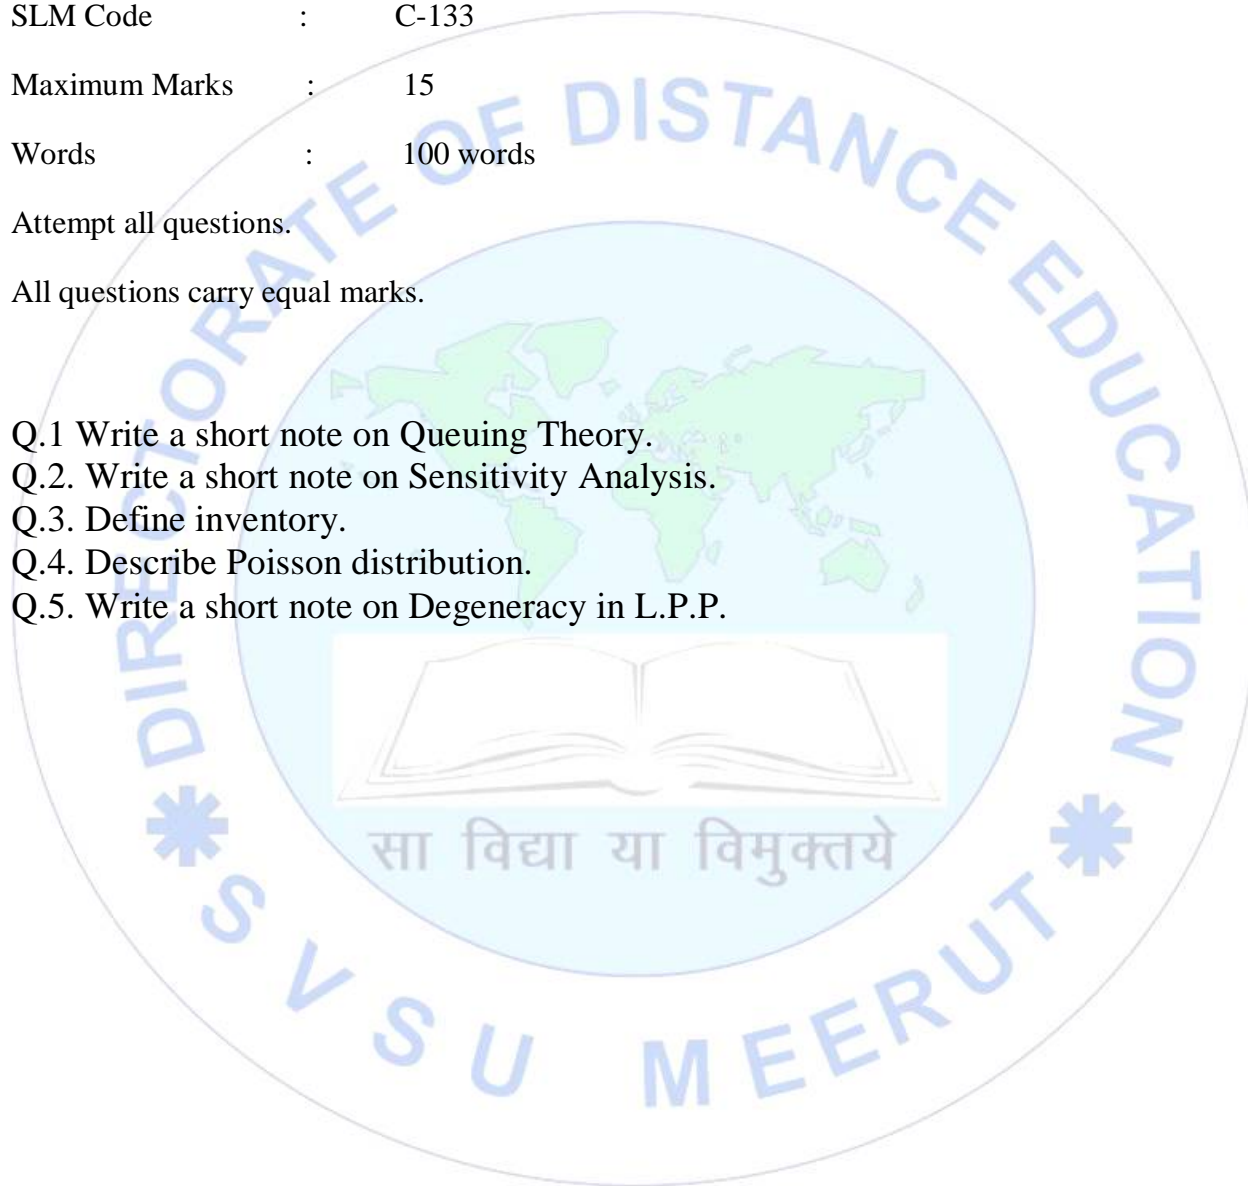 SLM Code : C-133
Maximum Marks : 15
Words : 100 words
Attempt all questions.
All questions carry equal marks.
Q.1 Write a short note on Queuing Theory.
Q.2. Write a short note on Sensitivity Analysis.
Q.3. Define inventory.
Q.4. Describe Poisson distribution.
Q.5. Write a short note on Degeneracy in L.P.P.
DIRECTORATE OF DISTANCE EDUCATION
सा विद्या या विमुक्तये
SVSU MEERUT